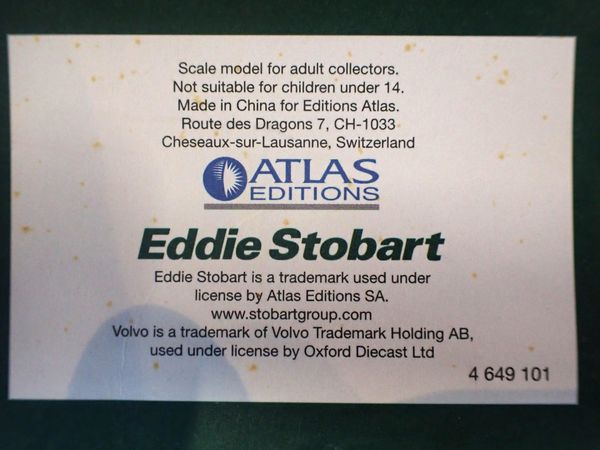 Scale model for adult collectors.
Not suitable for children under 14.
Made in China for Editions Atlas.
Route des Dragons 7, CH-1033
Cheseaux-sur-Lausanne, Switzerland
ATLAS
EDITIONS
Eddie Stobart
Eddie Stobart is a trademark used under
license by Atlas Editions SA.
www.stobartgroup.com
Volvo is a trademark of Volvo Trademark Holding AB,
used under license by Oxford Diecast Ltd
4 649 101